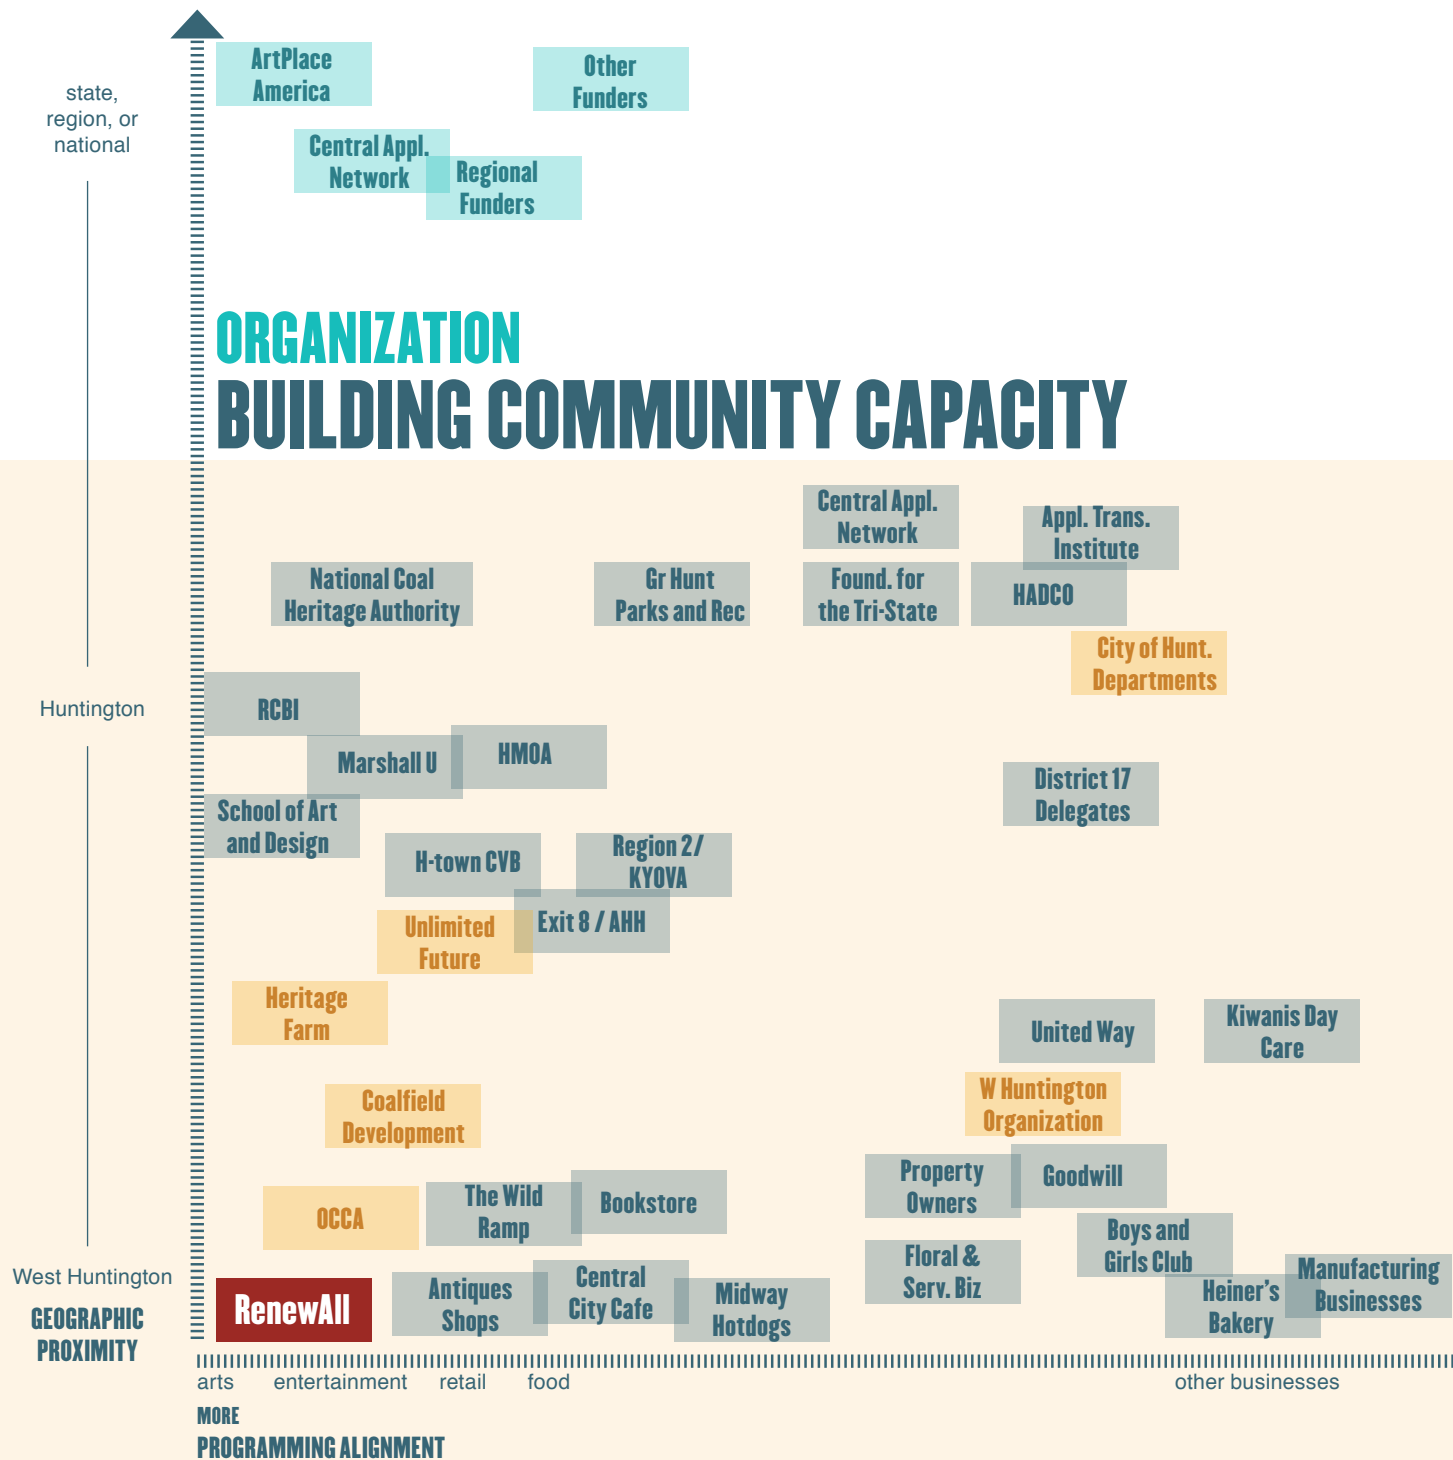 ArtPlace
America
Other
Funders
state,
region, or
national
Central Appl.
Network
Regional
Funders
ORGANIZATION
BUILDING COMMUNITY CAPACITY
Central Appl.
Network
Appl. Trans.
Institute
National Coal
Heritage Authority
Gr Hunt
Parks and Rec
Found. for
the Tri-State
HADCO
City of Hunt.
Departments
Huntington
RCBI
Marshall U
HMOA
District 17
Delegates
School of Art
and Design
H-town CVB
Region 2/
KYOVA
Unlimited
Future
Exit 8 / AHH
Heritage
Farm
United Way
Kiwanis Day
Care
Coalfield
Development
W Huntington
Organization
Property
Owners
Goodwill
OCCA
The Wild
Ramp
Bookstore
Boys and
Girls Club
Floral &
Serv. Biz
West Huntington
GEOGRAPHIC
PROXIMITY
RenewAll
Antiques
Shops
Central
City Cafe
Midway
Hotdogs
Heiner's
Bakery
Manufacturing
Businesses
arts entertainment retail food other businesses
MORE
PROGRAMMING ALIGNMENT